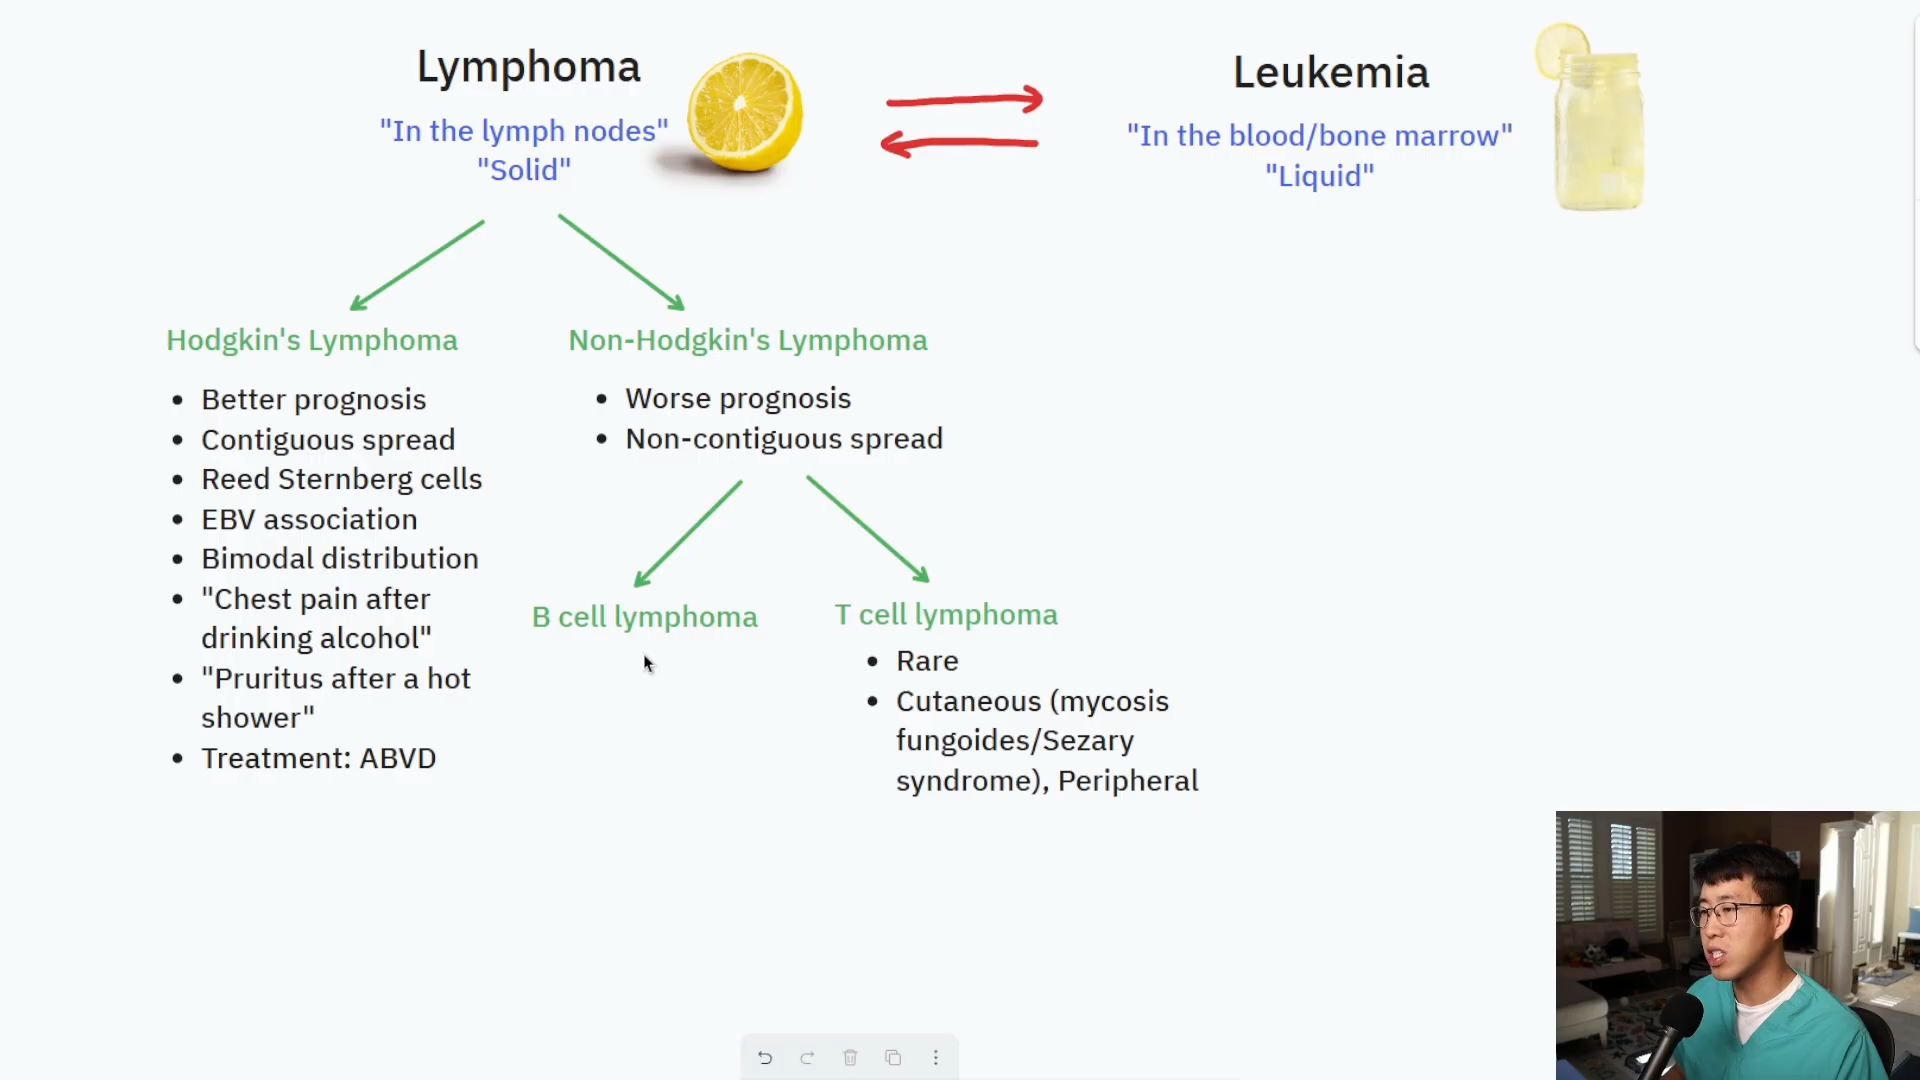 Lymphoma
"In the lymph nodes"
"Solid"
Leukemia
"In the blood/bone marrow"
"Liquid"
Hodgkin's Lymphoma
• Better prognosis
• Contiguous spread
• Reed Sternberg cells
• EBV association
• Bimodal distribution
• "Chest pain after
drinking alcohol"
• "Pruritus after a hot
shower"
• Treatment: ABVD
Non-Hodgkin's Lymphoma
• Worse prognosis
• Non-contiguous spread
B cell lymphoma
T cell lymphoma
• Rare
• Cutaneous (mycosis
fungoides/Sezary
syndrome), Peripheral